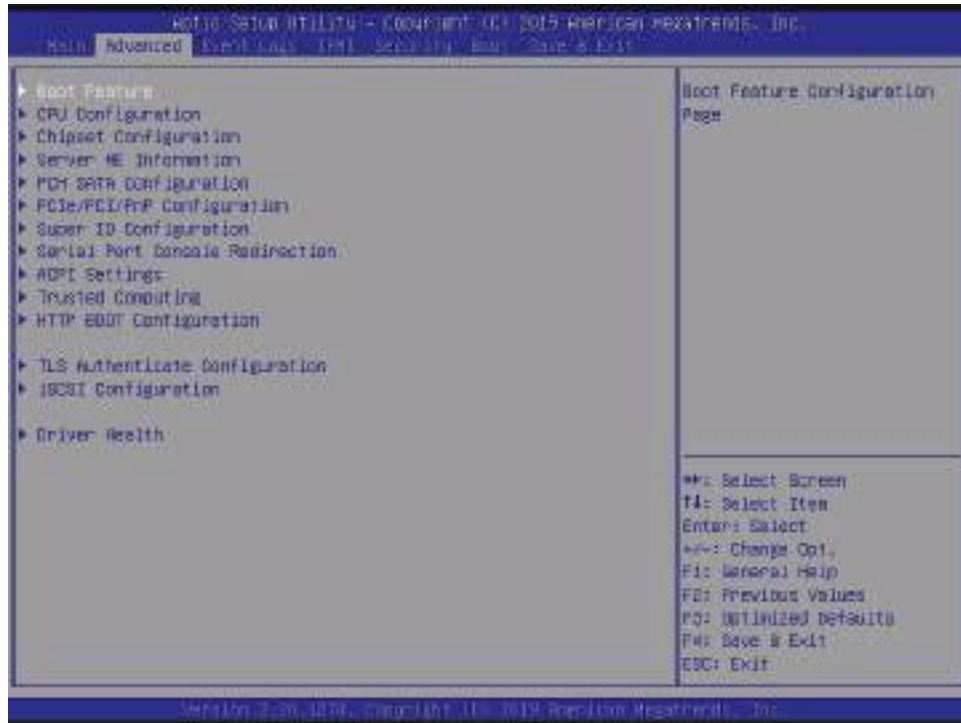 Aptio Setup Utility - Copyright (C) 2019 American Megatrends, Inc.
Main Advanced Event Logs IPMI Security Boot Save & Exit
Boot Feature
CPU Configuration
Chipset Configuration
Server ME Information
PCH SATA Configuration
PCIe/PCI/PnP Configuration
Super IO Configuration
Serial Port Console Redirection
ACPI Settings
Trusted Computing
HTTP BOOT Configuration
TLS Authenticate Configuration
iSCSI Configuration
Driver Health
Boot Feature Configuration
Page
: Select Screen
↑↓: Select Item
Enter: Select
+/-: Change Opt.
F1: General Help
F2: Previous Values
F3: Optimized Defaults
F4: Save & Exit
ESC: Exit
Version Copyright (C) 2019 American Megatrends, Inc.